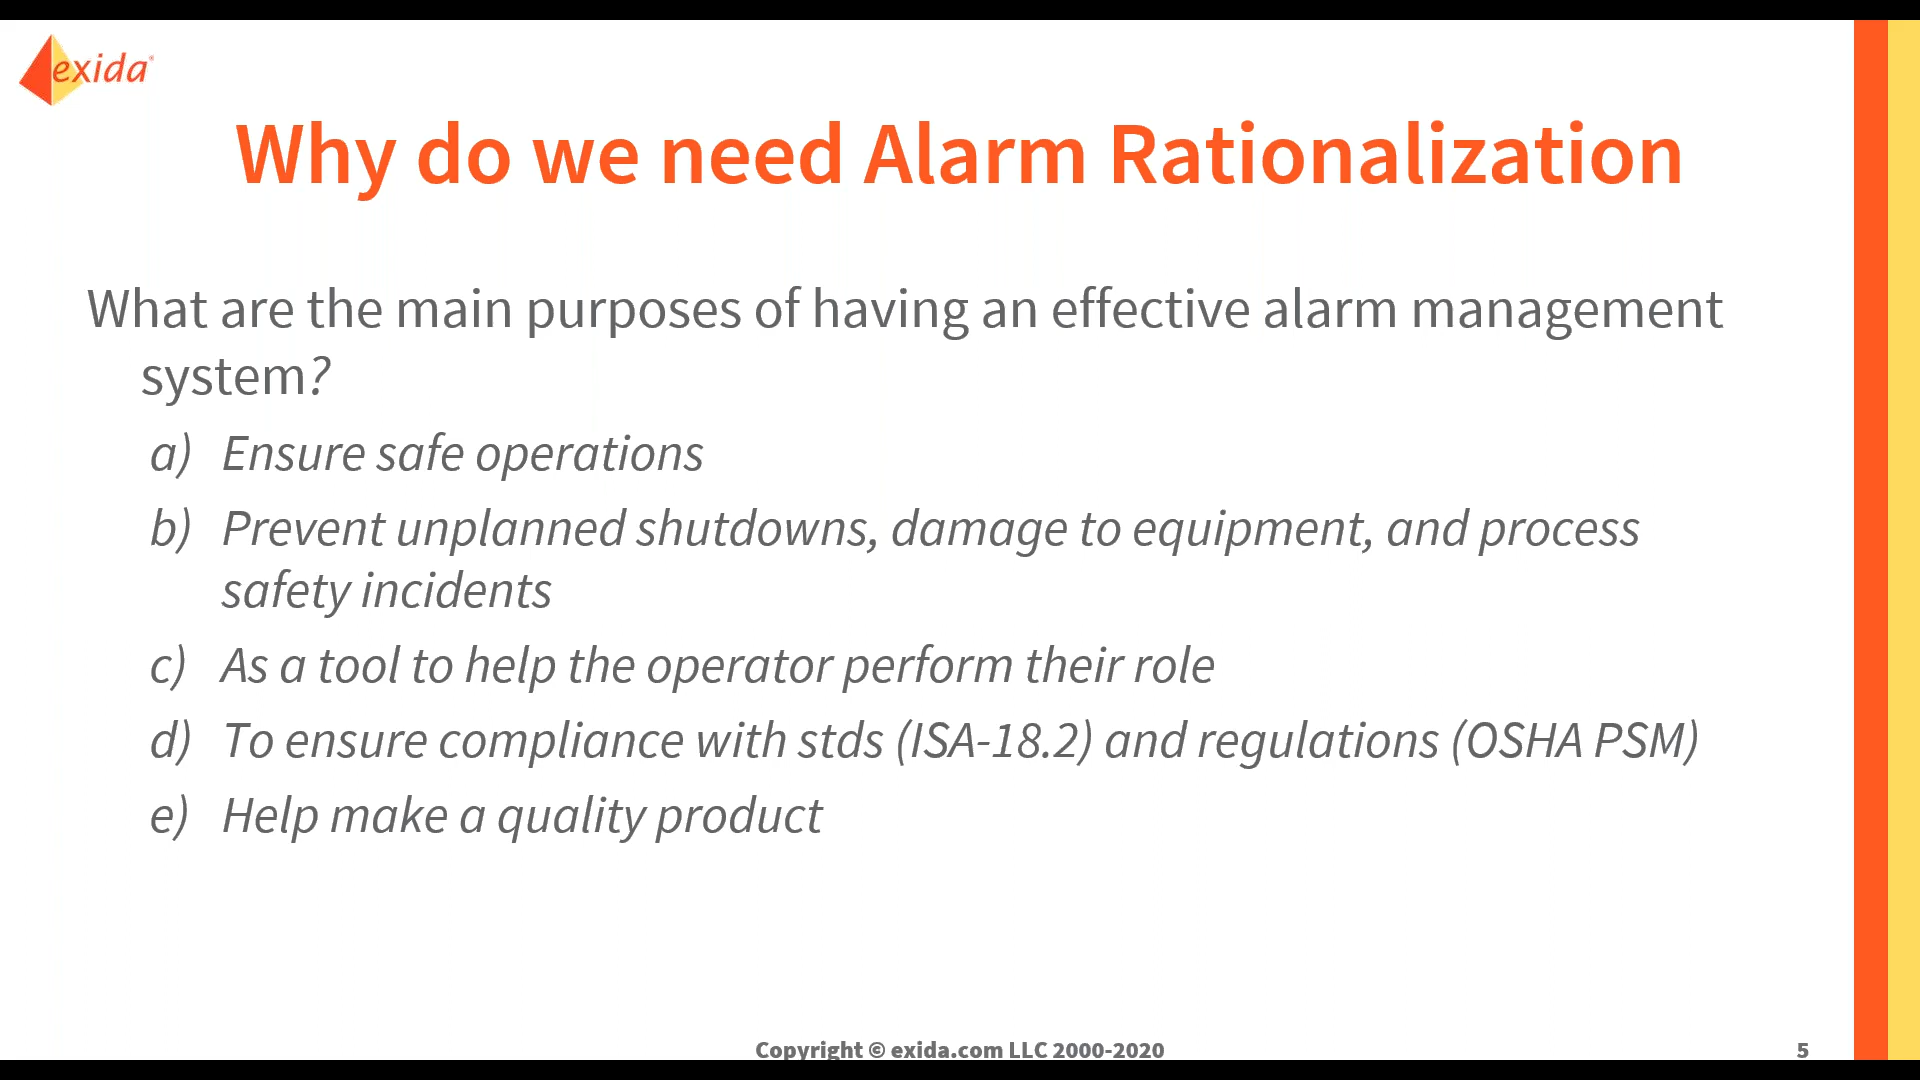 exida
Why do we need Alarm Rationalization
What are the main purposes of having an effective alarm management
system?
a) Ensure safe operations
b) Prevent unplanned shutdowns, damage to equipment, and process
safety incidents
c) As a tool to help the operator perform their role
d) To ensure compliance with stds (ISA-18.2) and regulations (OSHA PSM)
e) Help make a quality product
Copyright © exida.com LLC 2000-2020
5